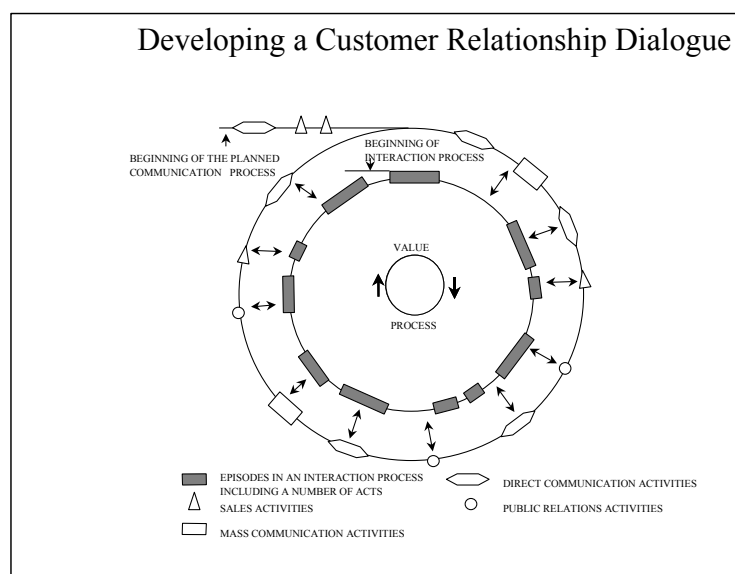 Developing a Customer Relationship Dialogue
BEGINNING OF THE PLANNED
COMMUNICATION PROCESS
BEGINNING OF
INTERACTION PROCESS
VALUE
PROCESS
EPISODES IN AN INTERACTION PROCESS
INCLUDING A NUMBER OF ACTS
SALES ACTIVITIES
MASS COMMUNICATION ACTIVITIES
DIRECT COMMUNICATION ACTIVITIES
PUBLIC RELATIONS ACTIVITIES